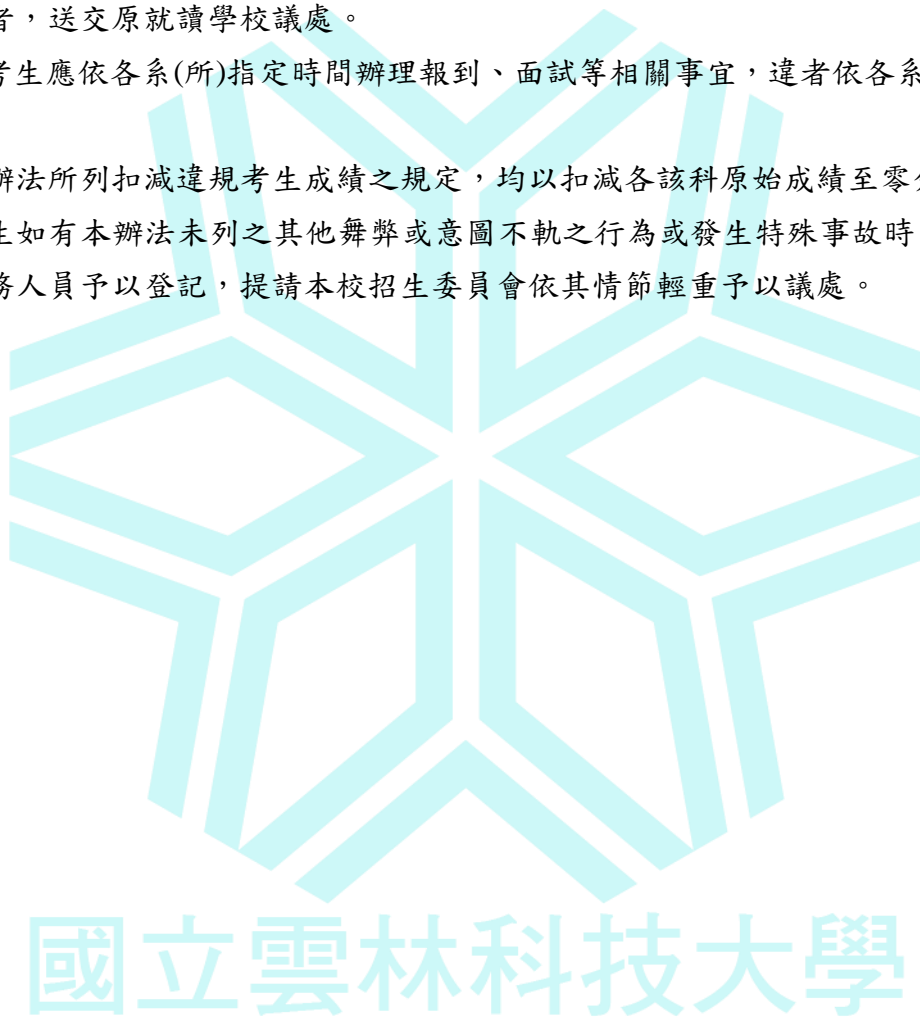 者，送交原就讀學校議處。
考生應依各系(所)指定時間辦理報到、面試等相關事宜，違者依各系
辦法所列扣減違規考生成績之規定，均以扣減各該科原始成績至零分
生如有本辦法未列之其他舞弊或意圖不軌之行為或發生特殊事故時
務人員予以登記，提請本校招生委員會依其情節輕重予以議處。
國立雲林科技大學